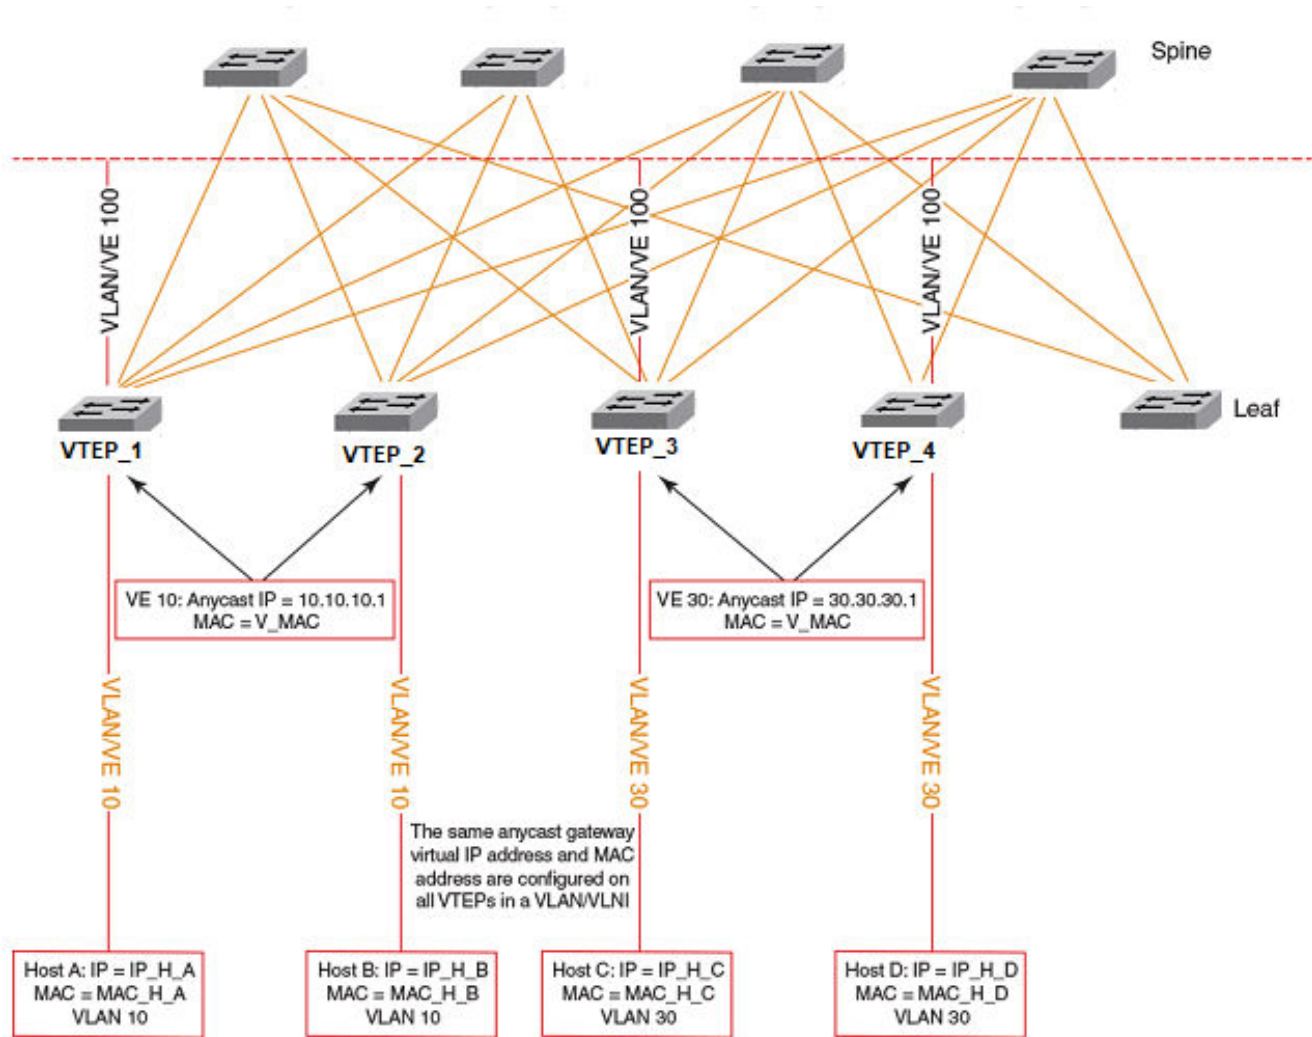 Spine
VLAN/VE 100
VLAN/VE 100
VLAN/VE 100
Leaf
VTEP_1
VTEP_2
VTEP_3
VTEP_4
VE 10: Anycast IP = 10.10.10.1
MAC = V_MAC
VE 30: Anycast IP = 30.30.30.1
MAC = V_MAC
VLAN/VE 10
VLAN/VE 10
VLAN/VE 30
VLAN/VE 30
The same anycast gateway
virtual IP address and MAC
address are configured on
all VTEPs in a VLAN/VLNI
Host A: IP = IP_H_A
MAC = MAC_H_A
VLAN 10
Host B: IP = IP_H_B
MAC = MAC_H_B
VLAN 10
Host C: IP = IP_H_C
MAC = MAC_H_C
VLAN 30
Host D: IP = IP_H_D
MAC = MAC_H_D
VLAN 30